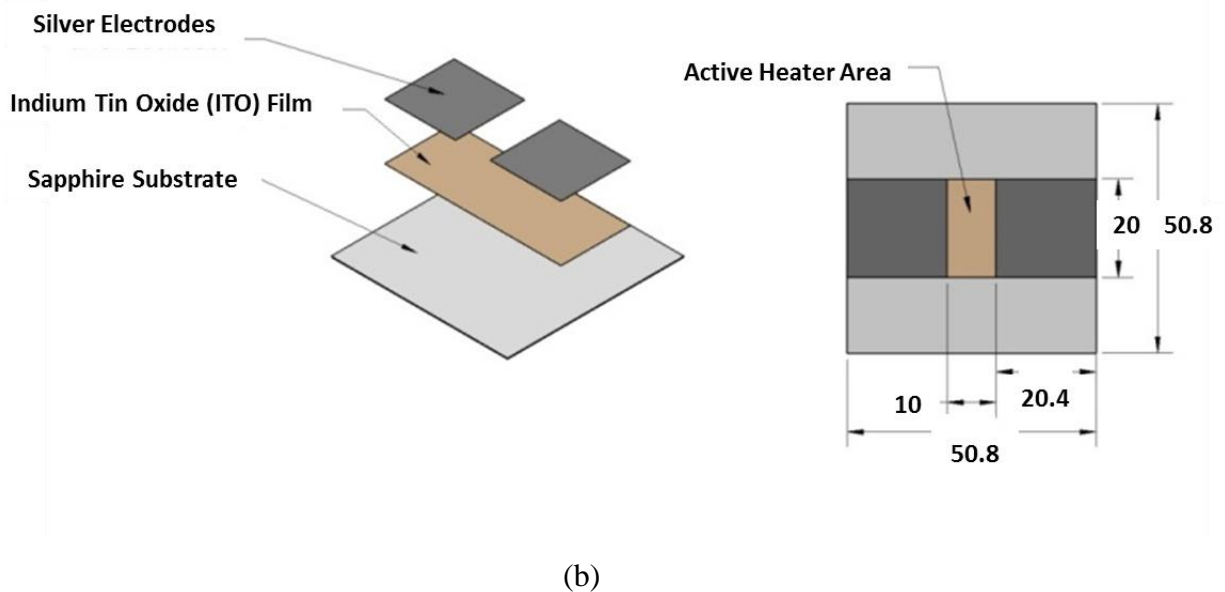 Silver Electrodes
Indium Tin Oxide (ITO) Film
Sapphire Substrate
Active Heater Area
20
50.8
10
20.4
50.8
(b)